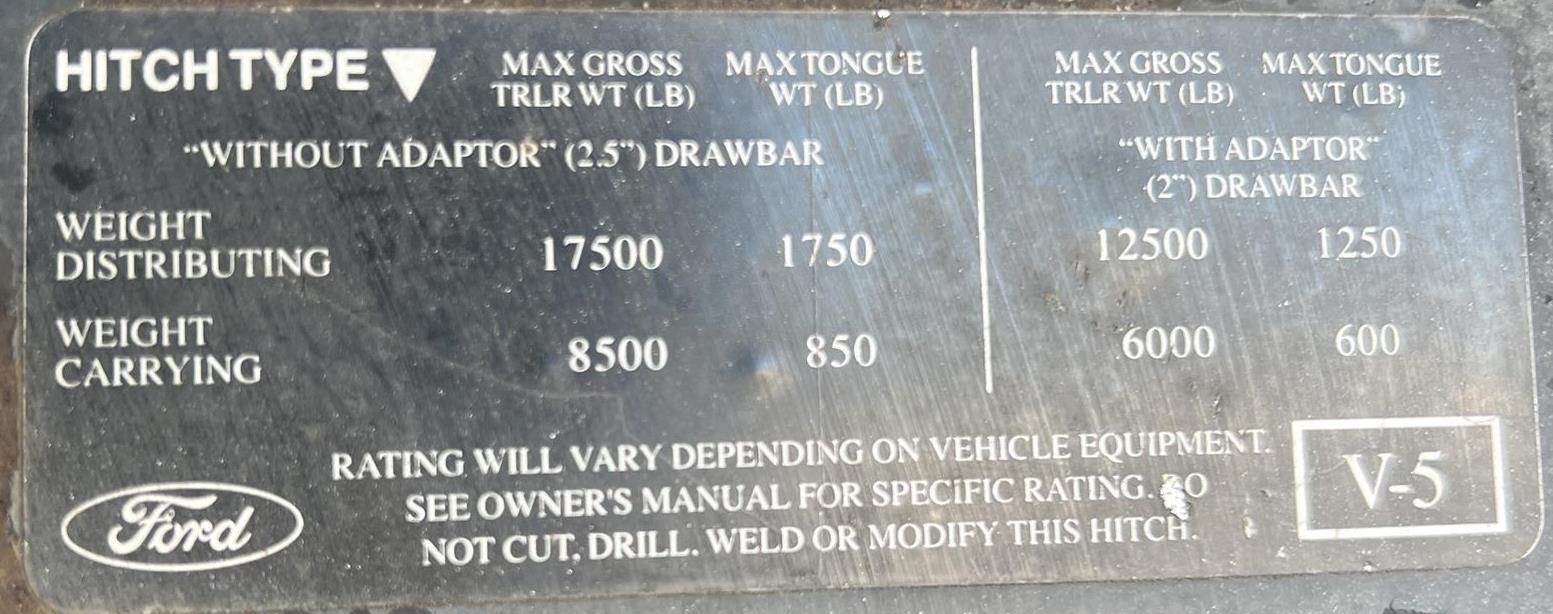 HITCH TYPE ▼ MAX GROSS MAX TONGUE MAX GROSS MAX TONGUE
TRLR WT (LB) WT (LB) TRLR WT (LB) WT (LB)
"WITHOUT ADAPTOR" (2.5") DRAWBAR "WITH ADAPTOR"
(2") DRAWBAR
WEIGHT
DISTRIBUTING 17500 1750 12500 1250
WEIGHT
CARRYING 8500 850 6000 600
RATING WILL VARY DEPENDING ON VEHICLE EQUIPMENT.
SEE OWNER'S MANUAL FOR SPECIFIC RATING. DO
NOT CUT, DRILL. WELD OR MODIFY THIS HITCH.
Ford
V-5